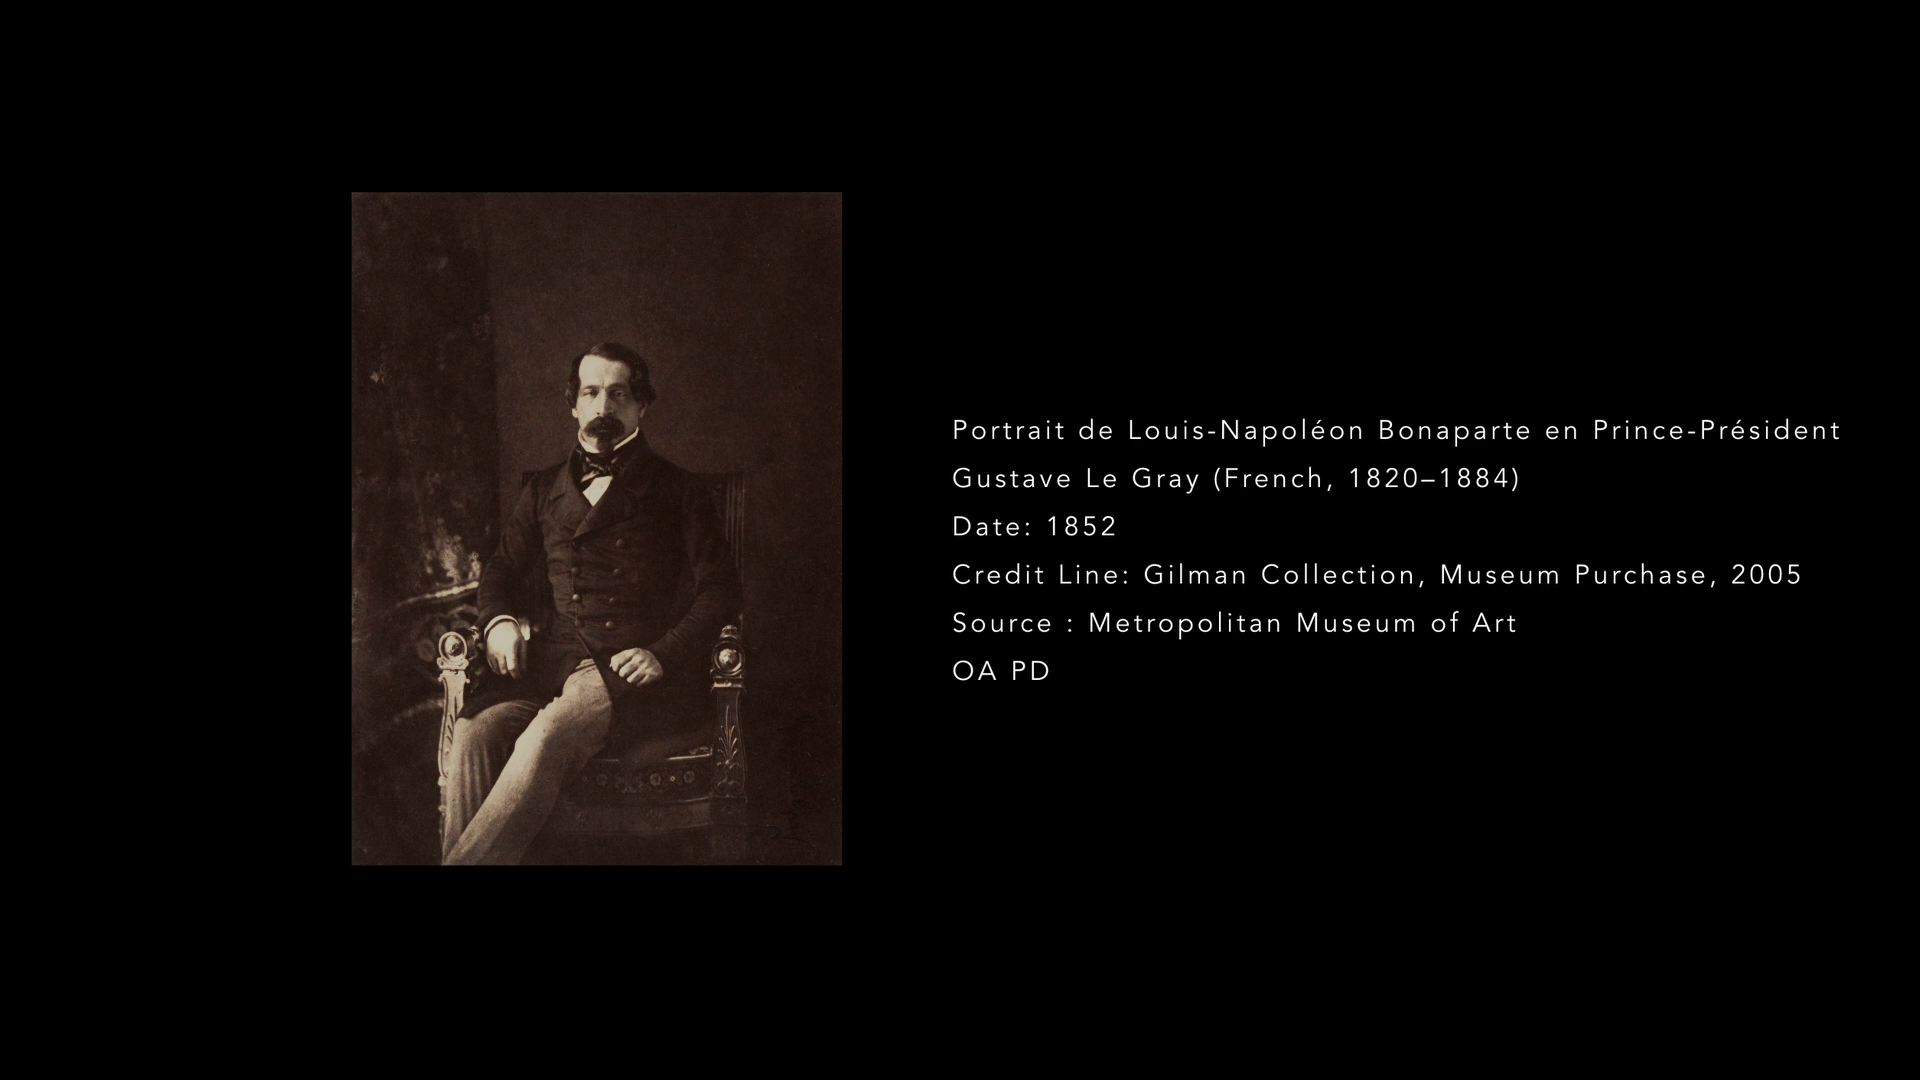 Portrait de Louis-Napoléon Bonaparte en Prince-Président
Gustave Le Gray (French, 1820–1884)
Date: 1852
Credit Line: Gilman Collection, Museum Purchase, 2005
Source : Metropolitan Museum of Art
OA PD